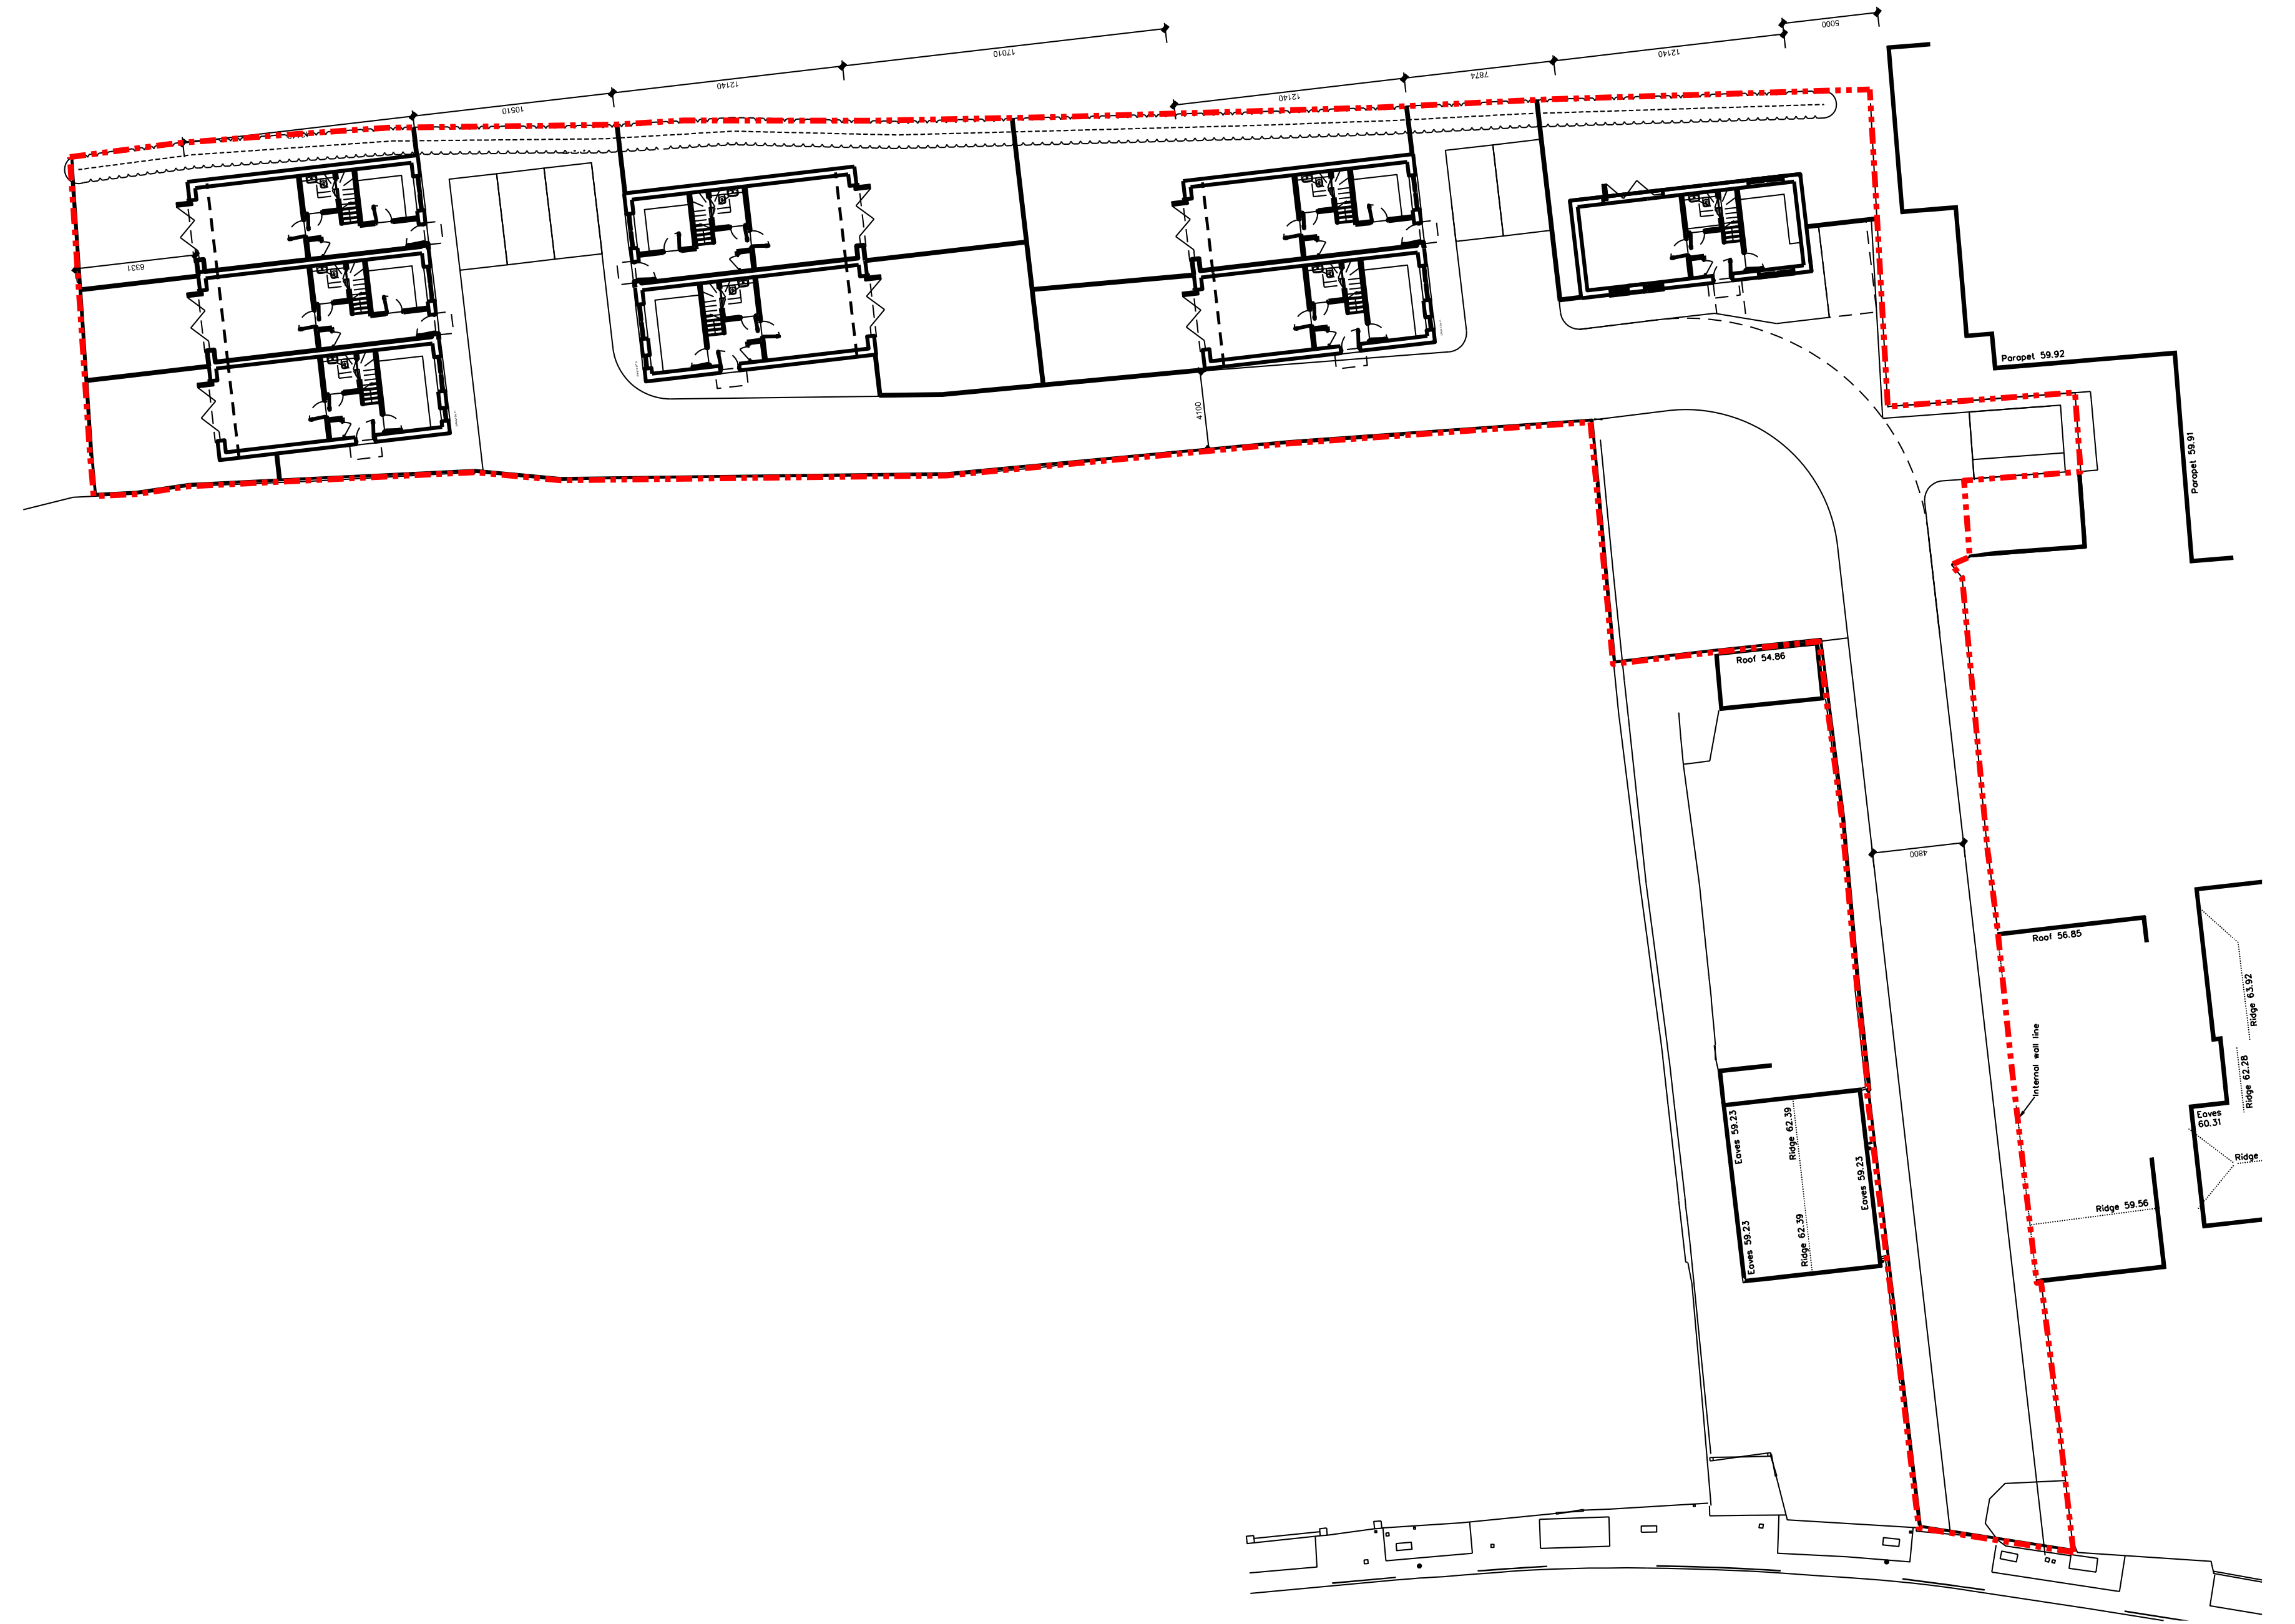 5000
12140
7874
17010
12140
12140
10510
6331
4100
Parapet 59.92
Parapet 59.91
Roof 54.86
4800
Roof 56.85
Ridge 63.92
Internal wall line
Ridge 62.28
Eaves
60.31
Eaves 59.23
Ridge 62.39
Eaves 59.23
Ridge
Ridge 59.56
Eaves 59.23
Ridge 62.39